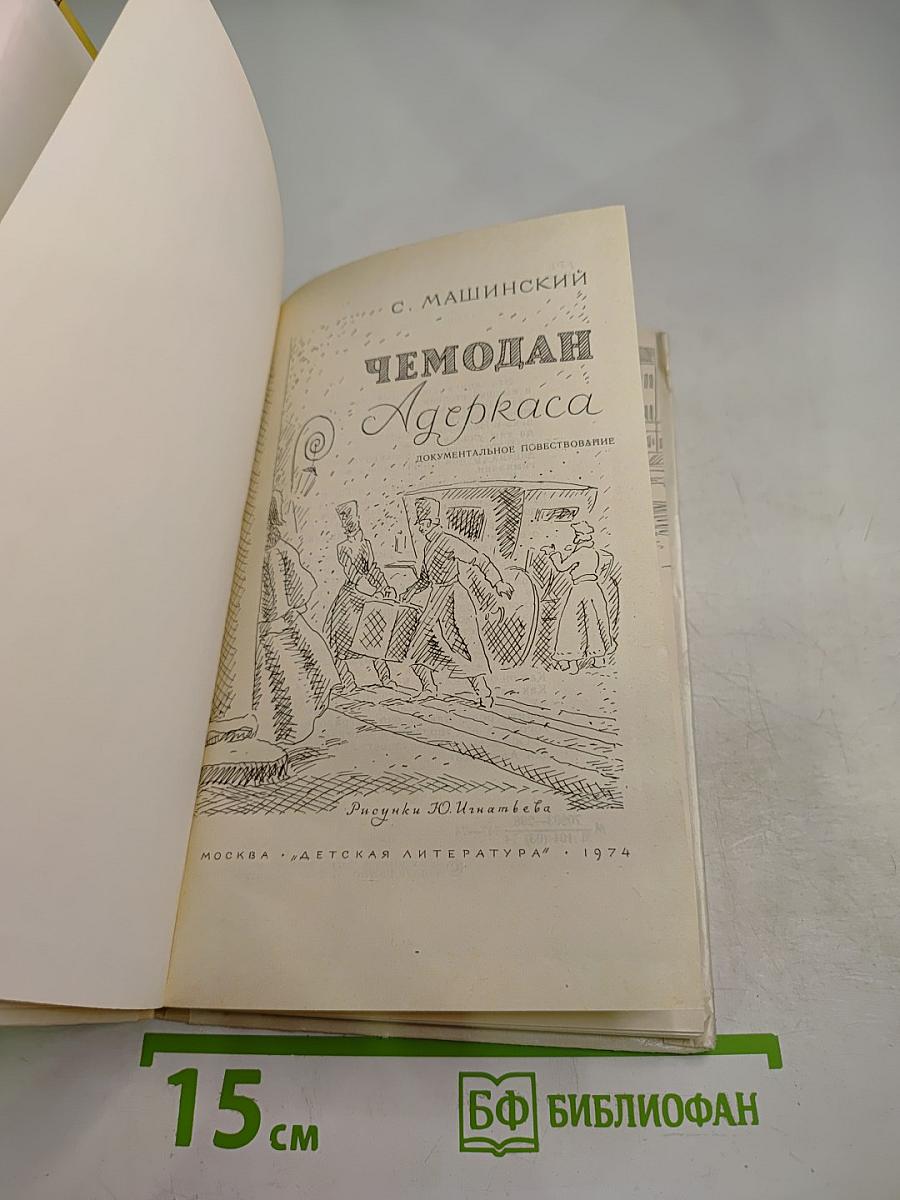 С. МАШИНСКИЙ
ЧЕМОДАН
Адеркаса
ДОКУМЕНТАЛЬНОЕ ПОВЕСТВОВАНИЕ
Рисунки Ю. Игнатьева
МОСКВА · „ДЕТСКАЯ ЛИТЕРАТУРА" · 1974
15 см
БФ БИБЛИОФАН